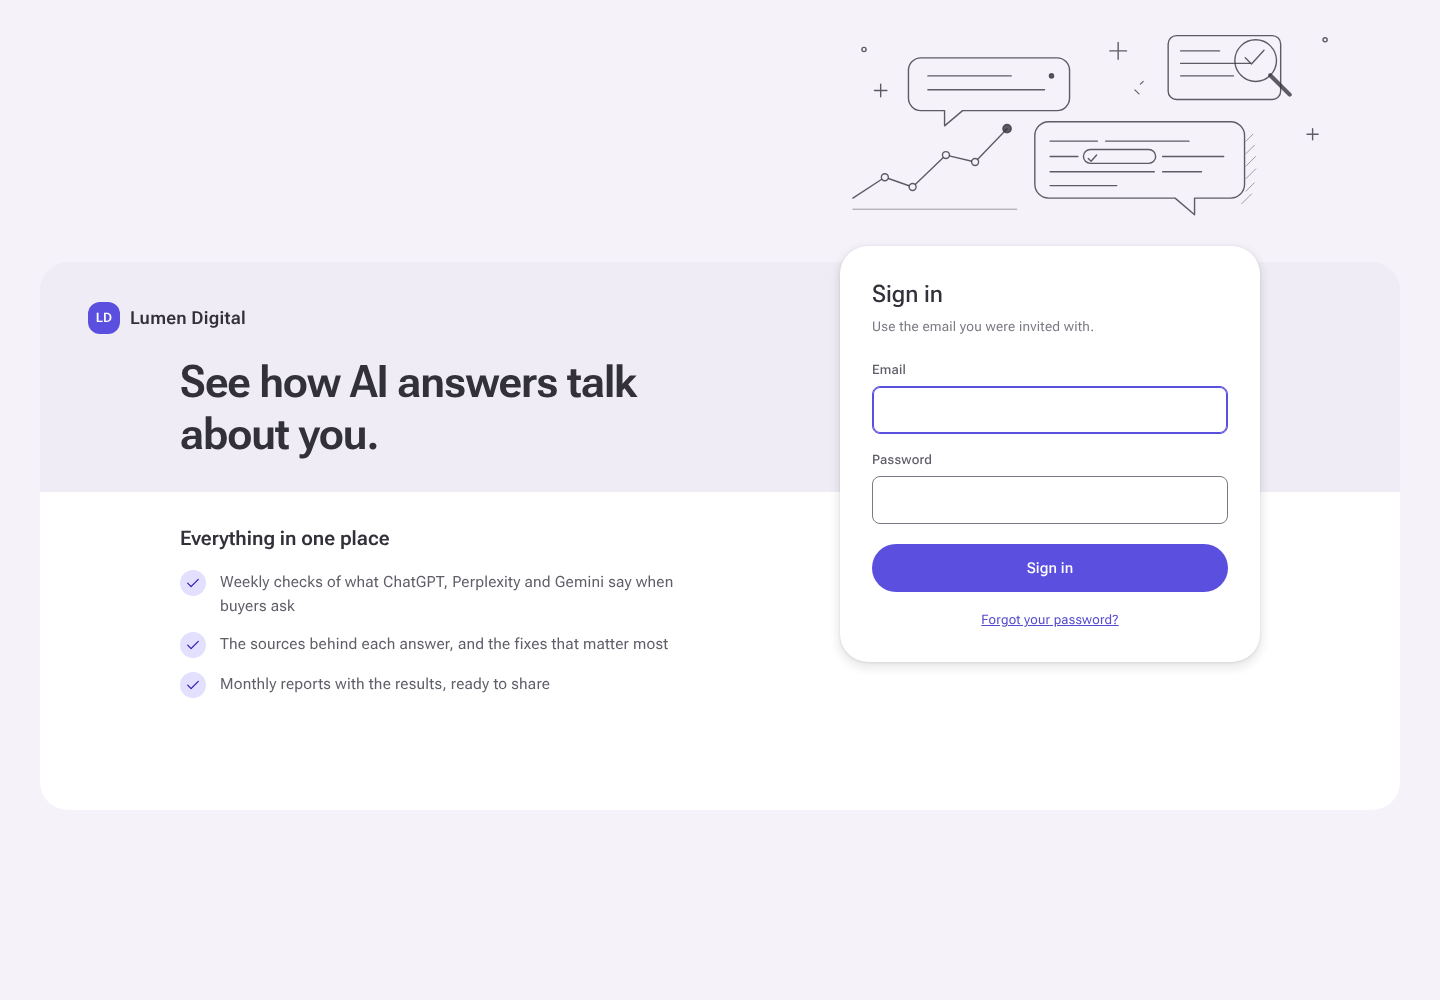 LD Lumen Digital
See how AI answers talk
about you.
Everything in one place
Weekly checks of what ChatGPT, Perplexity and Gemini say when
buyers ask
The sources behind each answer, and the fixes that matter most
Monthly reports with the results, ready to share
Sign in
Use the email you were invited with.
Email
Password
Sign in
Forgot your password?